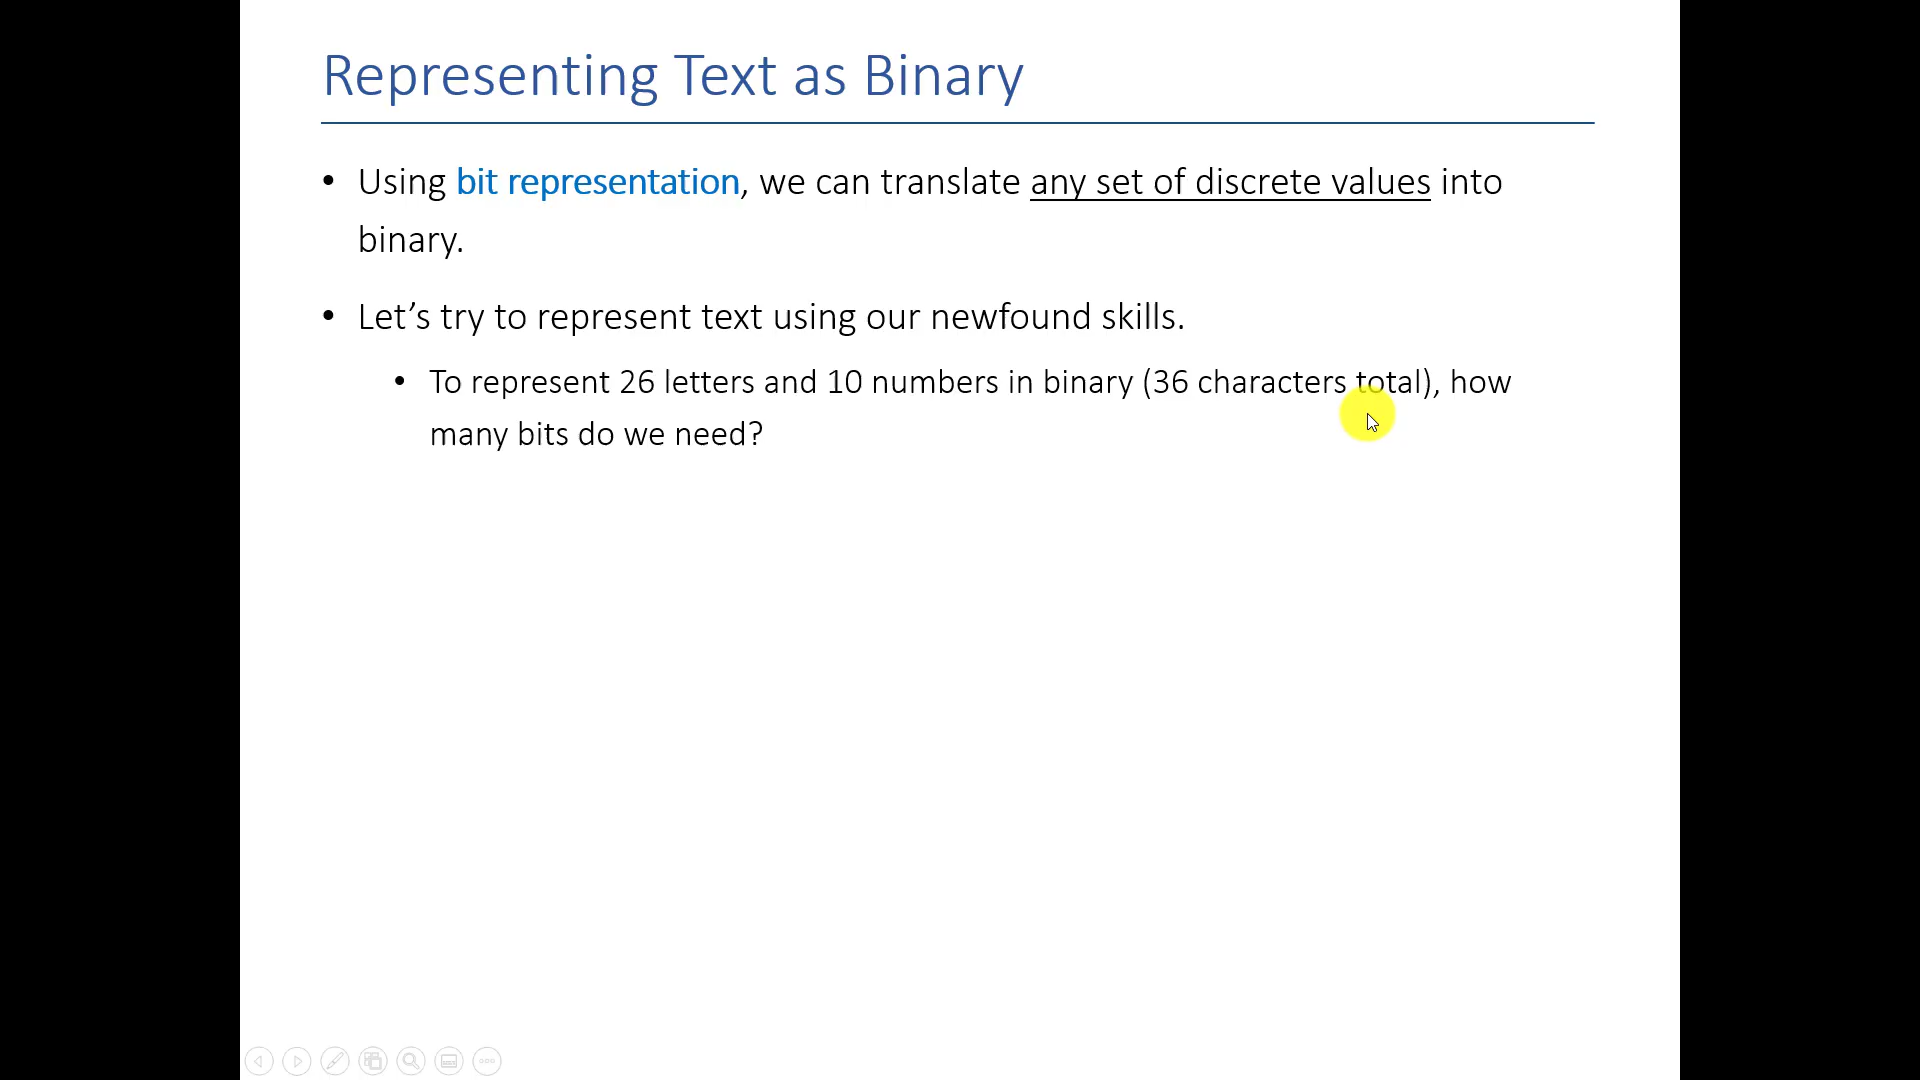 Representing Text as Binary
• Using bit representation, we can translate any set of discrete values into
binary.
• Let’s try to represent text using our newfound skills.
• To represent 26 letters and 10 numbers in binary (36 characters total), how
many bits do we need?